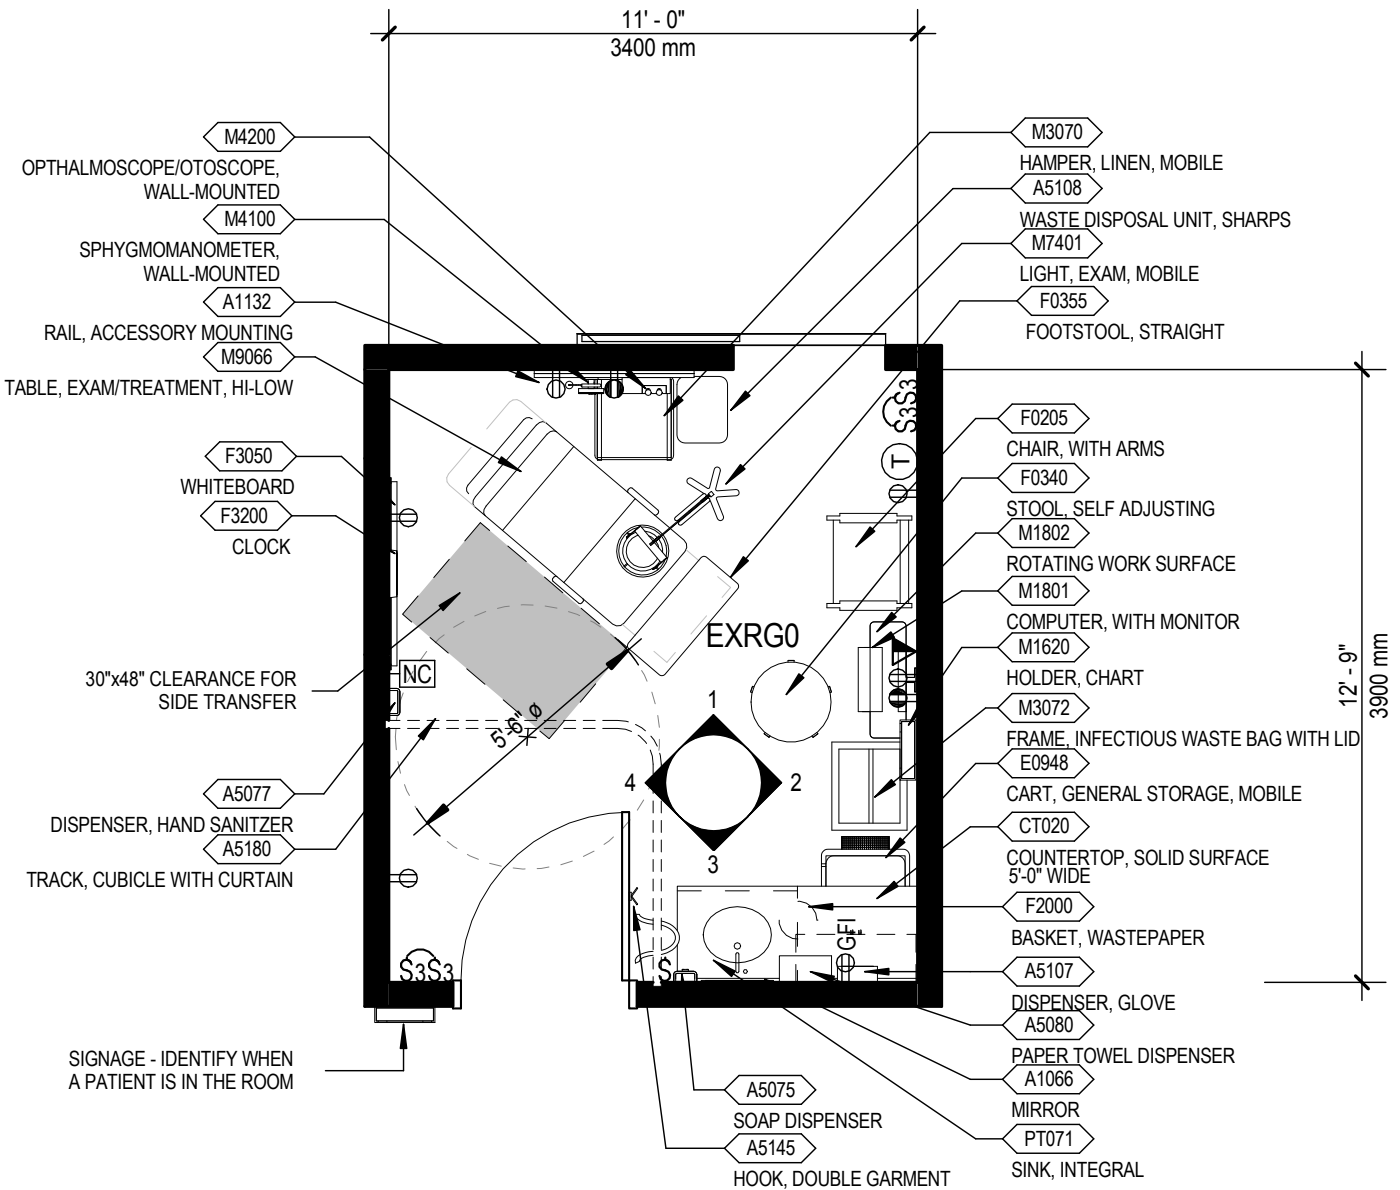 11' - 0"
3400 mm
M4200
OPTHALMOSCOPE/OTOSCOPE,
WALL-MOUNTED
M4100
SPHYGMOMANOMETER,
WALL-MOUNTED
A1132
RAIL, ACCESSORY MOUNTING
M9066
TABLE, EXAM/TREATMENT, HI-LOW
F3050
WHITEBOARD
F3200
CLOCK
30"x48" CLEARANCE FOR
SIDE TRANSFER
A5077
DISPENSER, HAND SANITZER
A5180
TRACK, CUBICLE WITH CURTAIN
SIGNAGE - IDENTIFY WHEN
A PATIENT IS IN THE ROOM
M3070
HAMPER, LINEN, MOBILE
A5108
WASTE DISPOSAL UNIT, SHARPS
M7401
LIGHT, EXAM, MOBILE
F0355
FOOTSTOOL, STRAIGHT
F0205
CHAIR, WITH ARMS
F0340
STOOL, SELF ADJUSTING
M1802
ROTATING WORK SURFACE
M1801
COMPUTER, WITH MONITOR
M1620
HOLDER, CHART
M3072
FRAME, INFECTIOUS WASTE BAG WITH LID
E0948
CART, GENERAL STORAGE, MOBILE
CT020
COUNTERTOP, SOLID SURFACE
5'-0" WIDE
F2000
BASKET, WASTEPAPER
A5107
DISPENSER, GLOVE
A5080
PAPER TOWEL DISPENSER
A1066
MIRROR
PT071
SINK, INTEGRAL
A5075
SOAP DISPENSER
A5145
HOOK, DOUBLE GARMENT
12' - 9"
3900 mm
S3S3
T
EXRG0
NC
5'-6" ø
1
4
2
3
GFI
S3S3
S